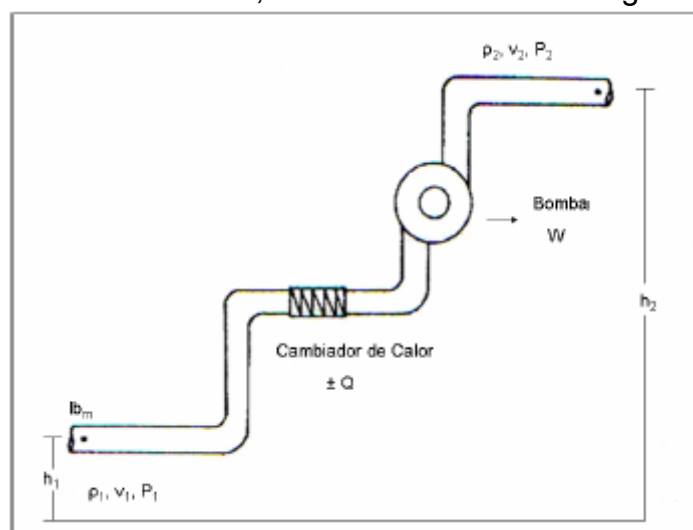 ρ₂, v₂, P₂
Bomba
W
h₂
Cambiador de Calor
± Q
lbₘ
h₁
ρ₁, v₁, P₁